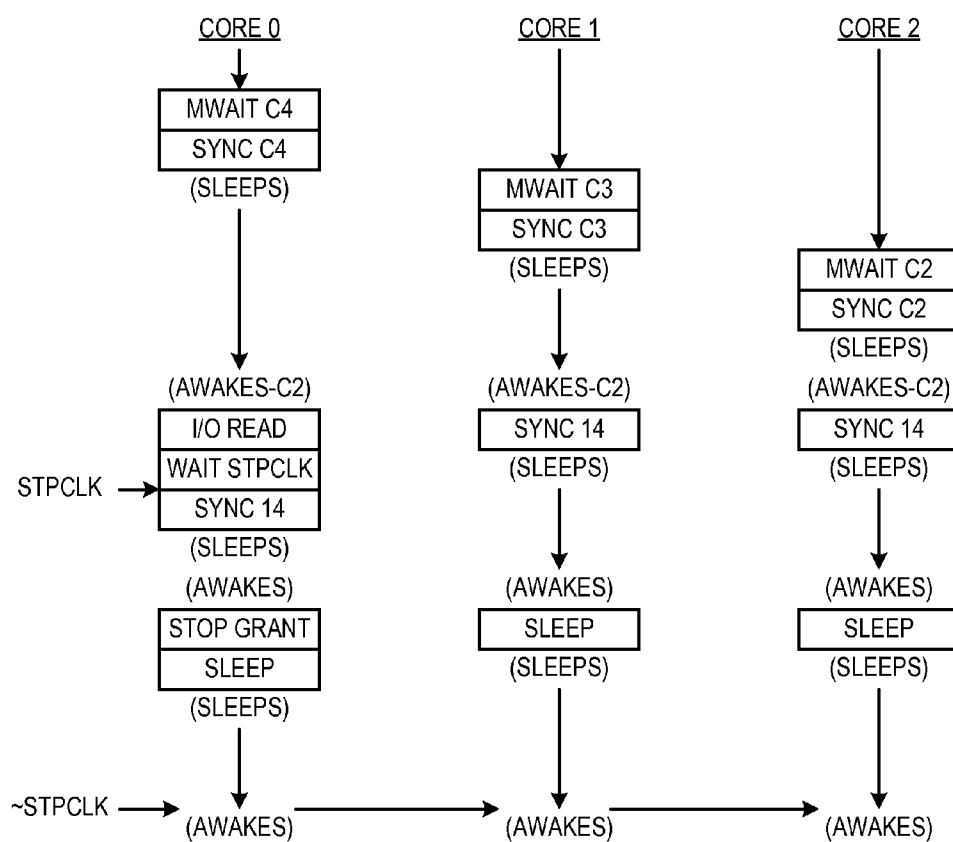 CORE 0 CORE 1 CORE 2
MWAIT C4
SYNC C4
(SLEEPS)
MWAIT C3
SYNC C3
(SLEEPS)
MWAIT C2
SYNC C2
(SLEEPS)
(AWAKES-C2) (AWAKES-C2) (AWAKES-C2)
I/O READ SYNC 14 SYNC 14
WAIT STPCLK (SLEEPS) (SLEEPS)
STPCLK
SYNC 14
(SLEEPS)
(AWAKES) (AWAKES) (AWAKES)
STOP GRANT SLEEP SLEEP
SLEEP (SLEEPS) (SLEEPS)
(SLEEPS)
~STPCLK (AWAKES) (AWAKES) (AWAKES)